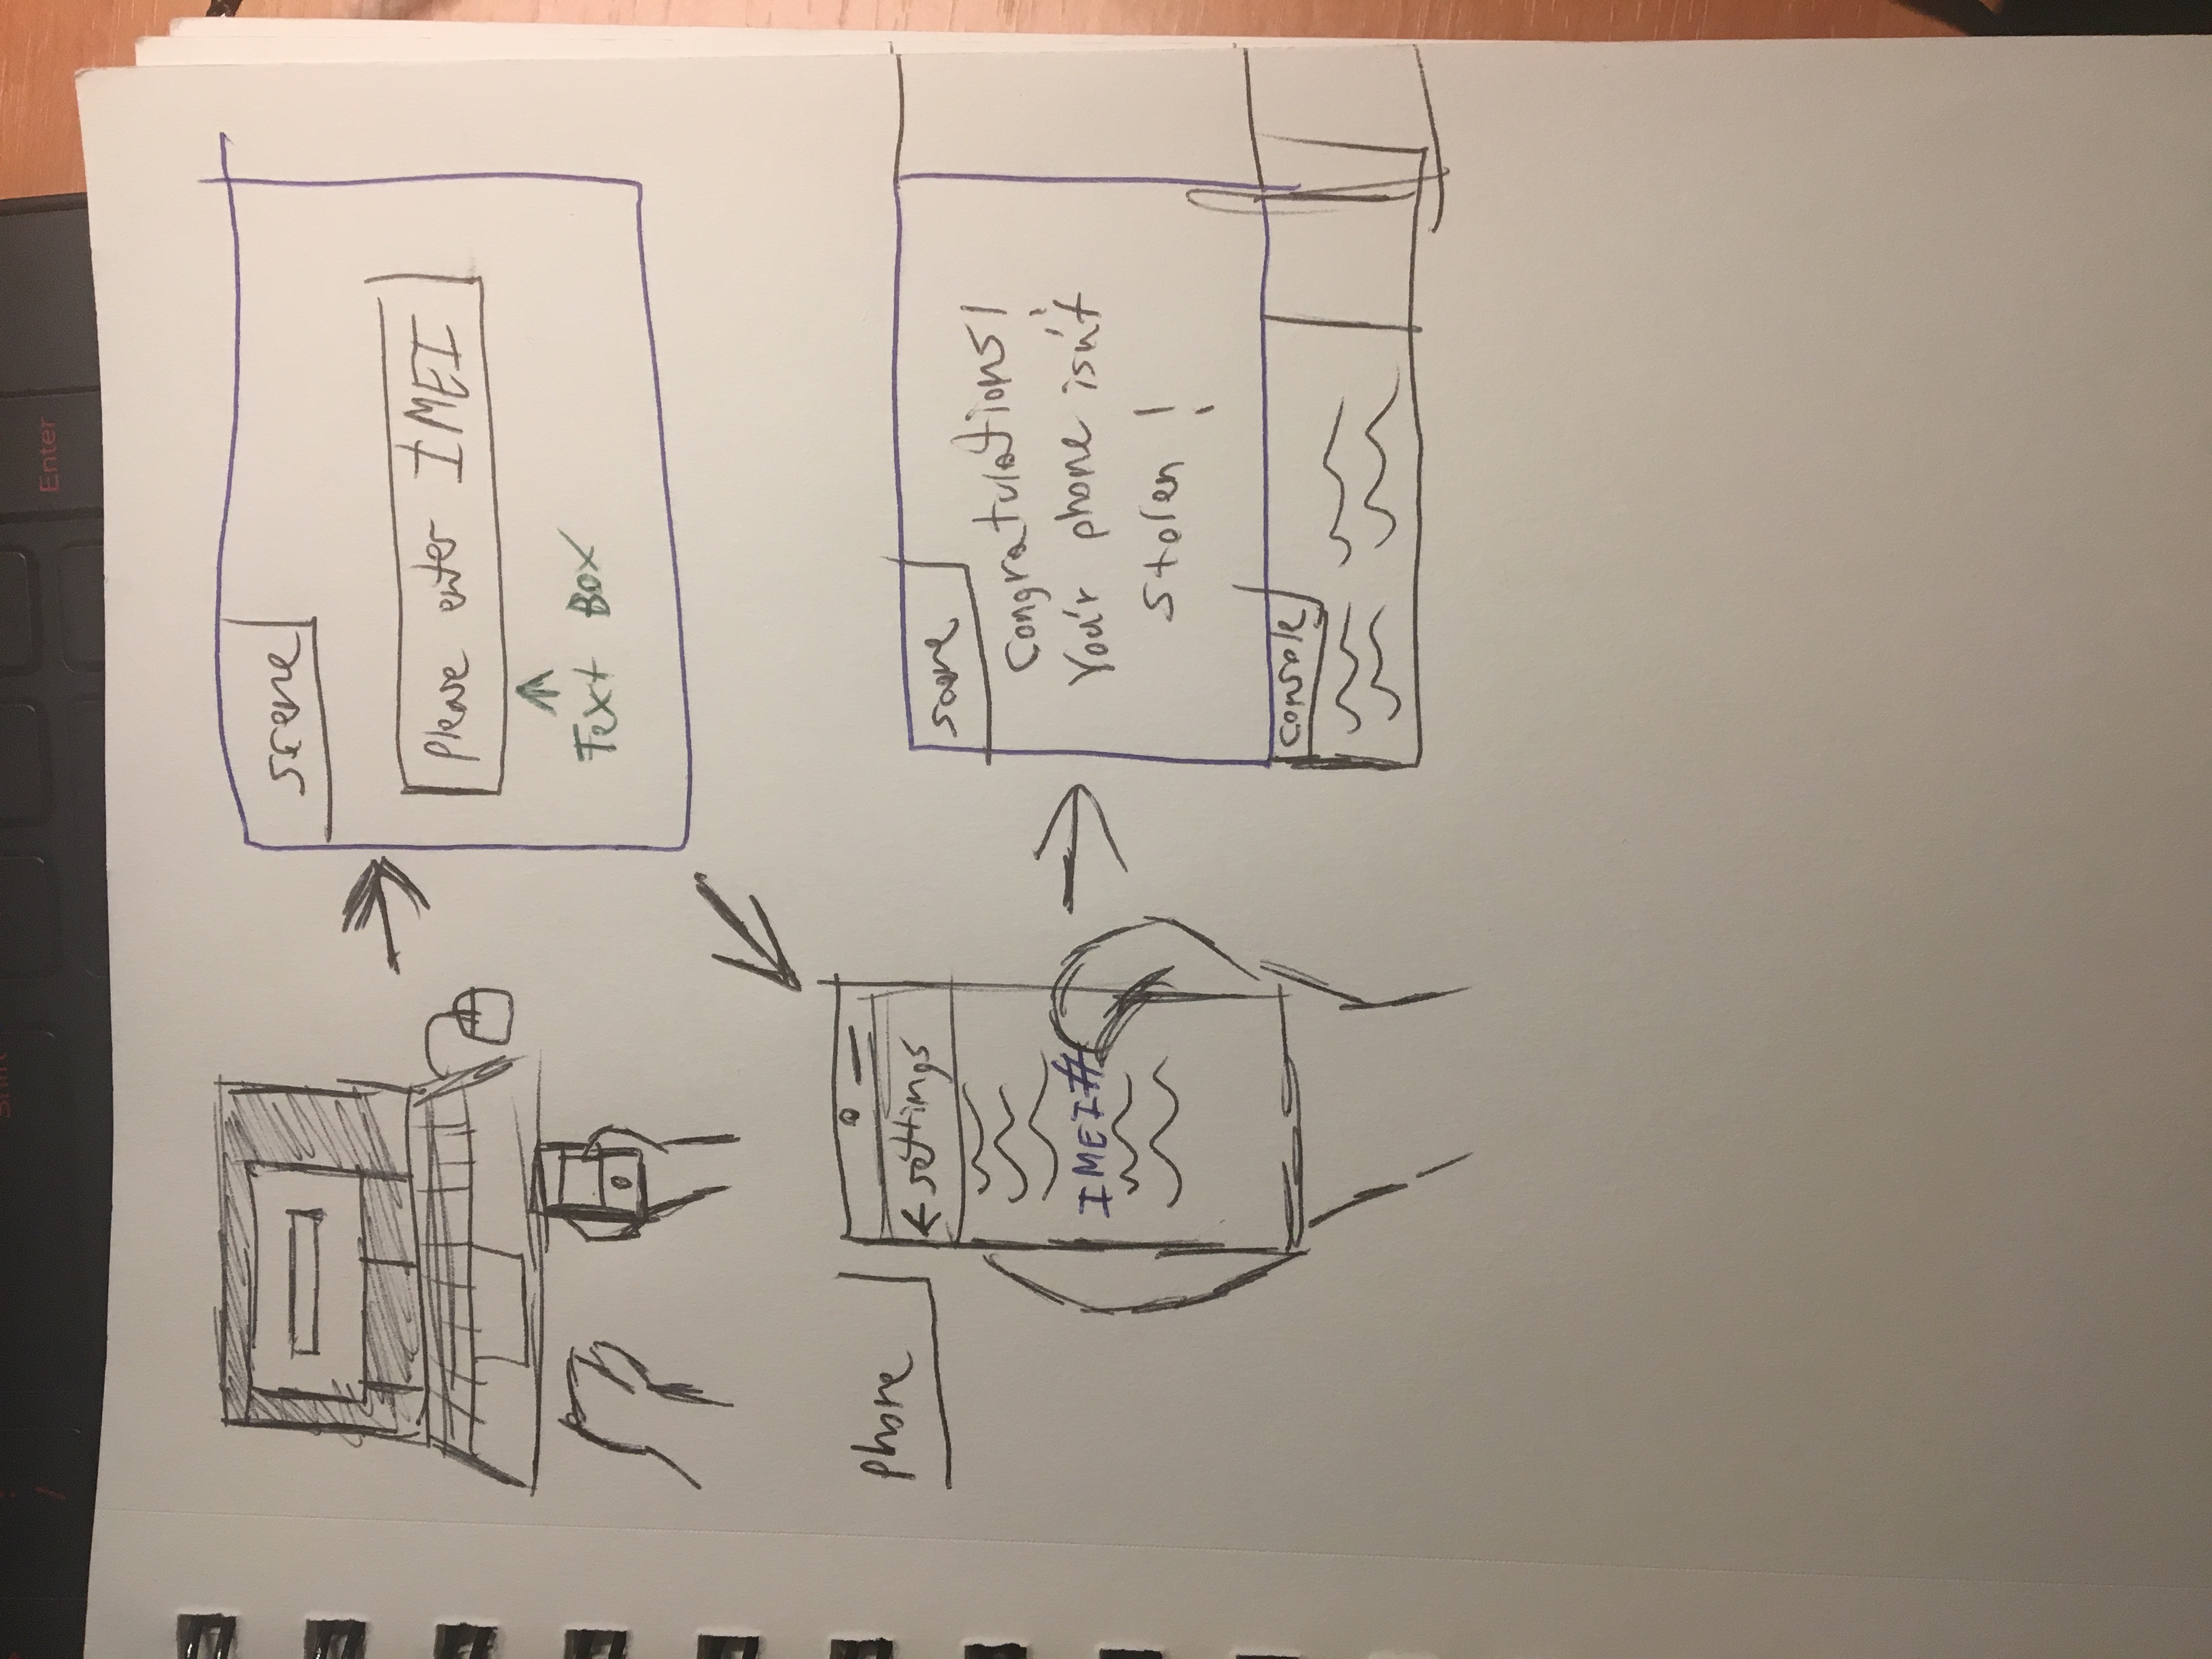 Shift
Enter
scene
Please enter IMEI
Text Box
phone
← settings
IMEI#
scene
Congratulations!
You'r phone isn't
stolen !
console